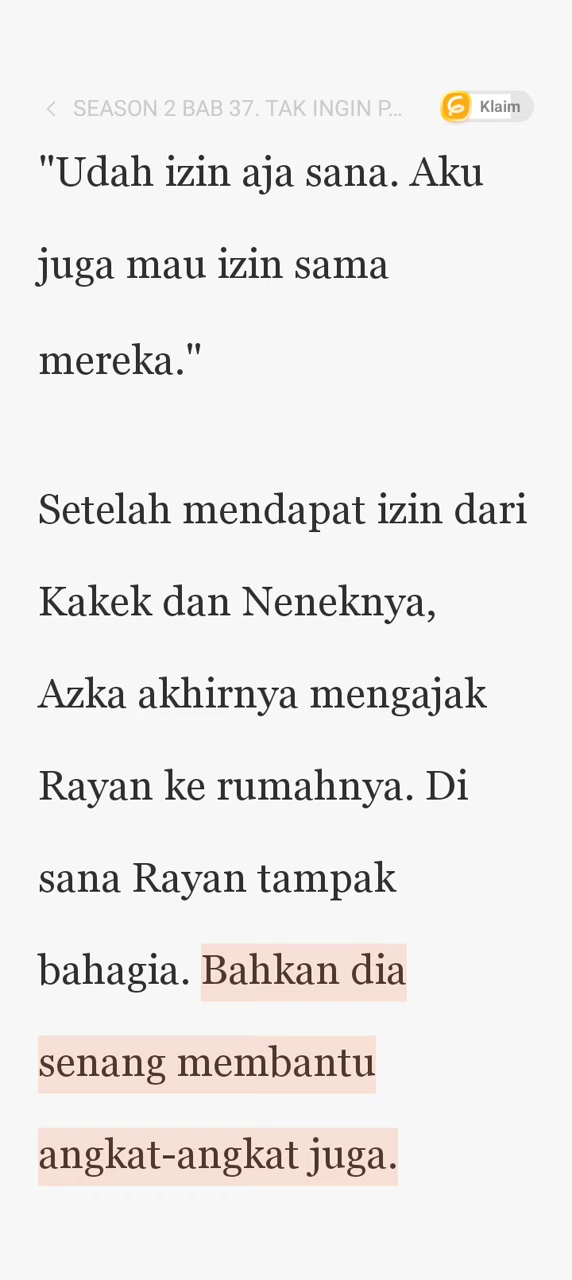 SEASON 2 BAB 37. TAK INGIN P...
Klaim
"Udah izin aja sana. Aku
juga mau izin sama
mereka."
Setelah mendapat izin dari
Kakek dan Neneknya,
Azka akhirnya mengajak
Rayan ke rumahnya. Di
sana Rayan tampak
bahagia. Bahkan dia
senang membantu
angkat-angkat juga.